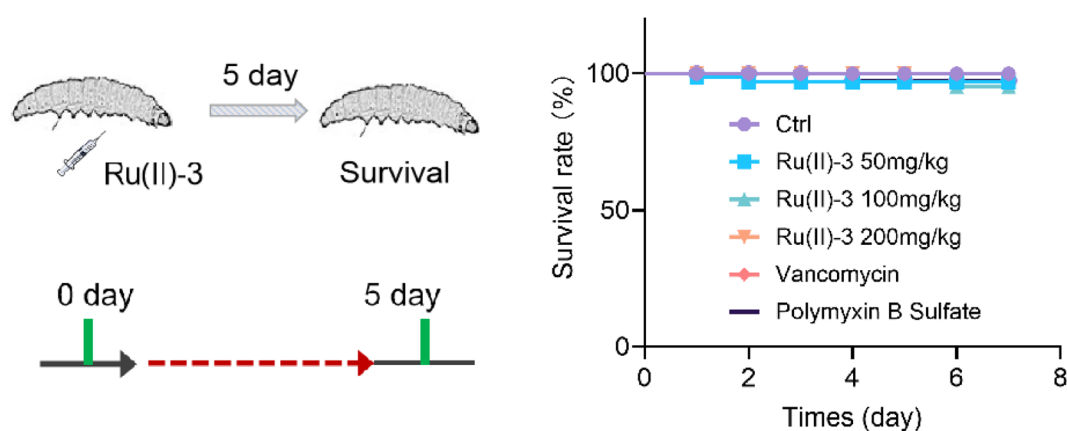 5 day
Ru(II)-3
Survival
0 day
5 day
Survival rate (%)
100
50
0
Ctrl
Ru(II)-3 50mg/kg
Ru(II)-3 100mg/kg
Ru(II)-3 200mg/kg
Vancomycin
Polymyxin B Sulfate
0 2 4 6 8
Times (day)